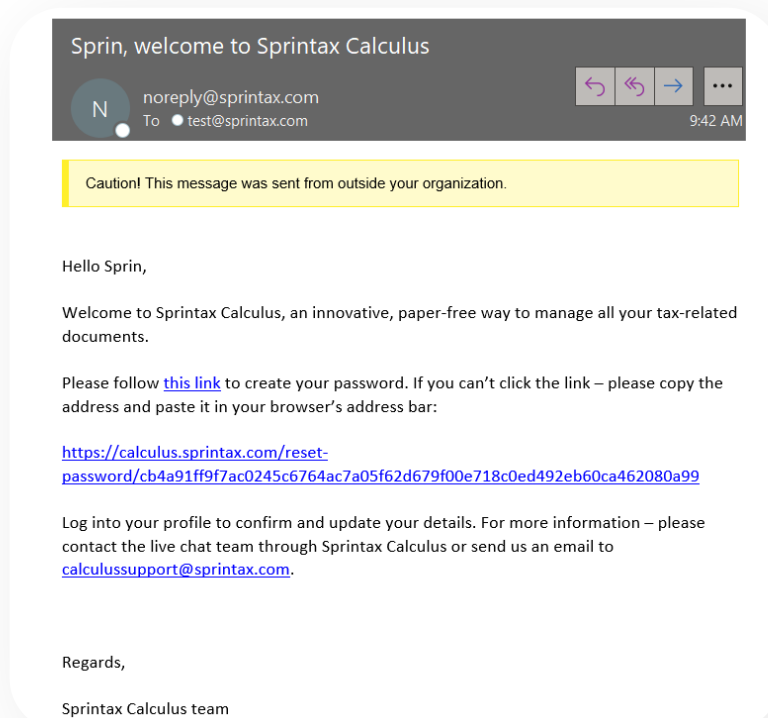 Sprin, welcome to Sprintax Calculus
N
noreply@sprintax.com
To test@sprintax.com
9:42 AM
Caution! This message was sent from outside your organization.
Hello Sprin,
Welcome to Sprintax Calculus, an innovative, paper-free way to manage all your tax-related
documents.
Please follow this link to create your password. If you can’t click the link – please copy the
address and paste it in your browser’s address bar:
https://calculus.sprintax.com/reset-
password/cb4a91ff9f7ac0245c6764ac7a05f62d679f00e718c0ed492eb60ca462080a99
Log into your profile to confirm and update your details. For more information – please
contact the live chat team through Sprintax Calculus or send us an email to
calculussupport@sprintax.com.
Regards,
Sprintax Calculus team